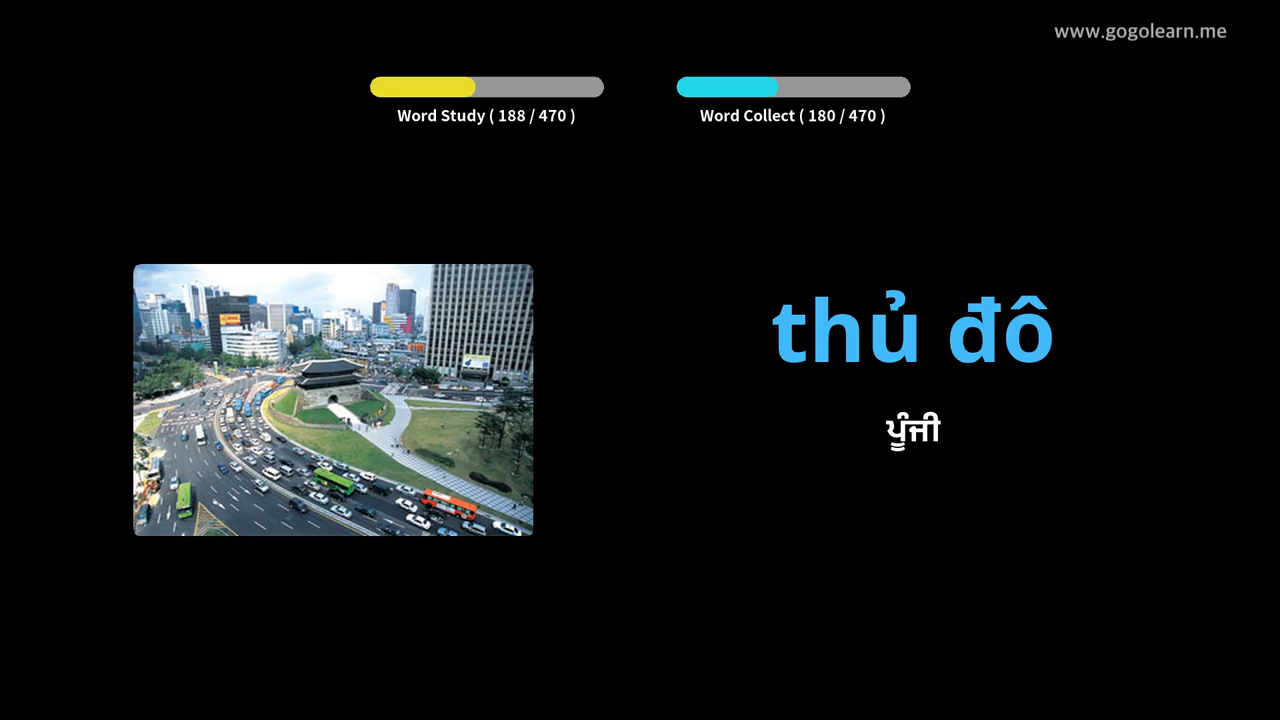 www.gogolearn.me
Word Study ( 188 / 470 )
Word Collect ( 180 / 470 )
thủ đô
ਪੂੰਜੀ